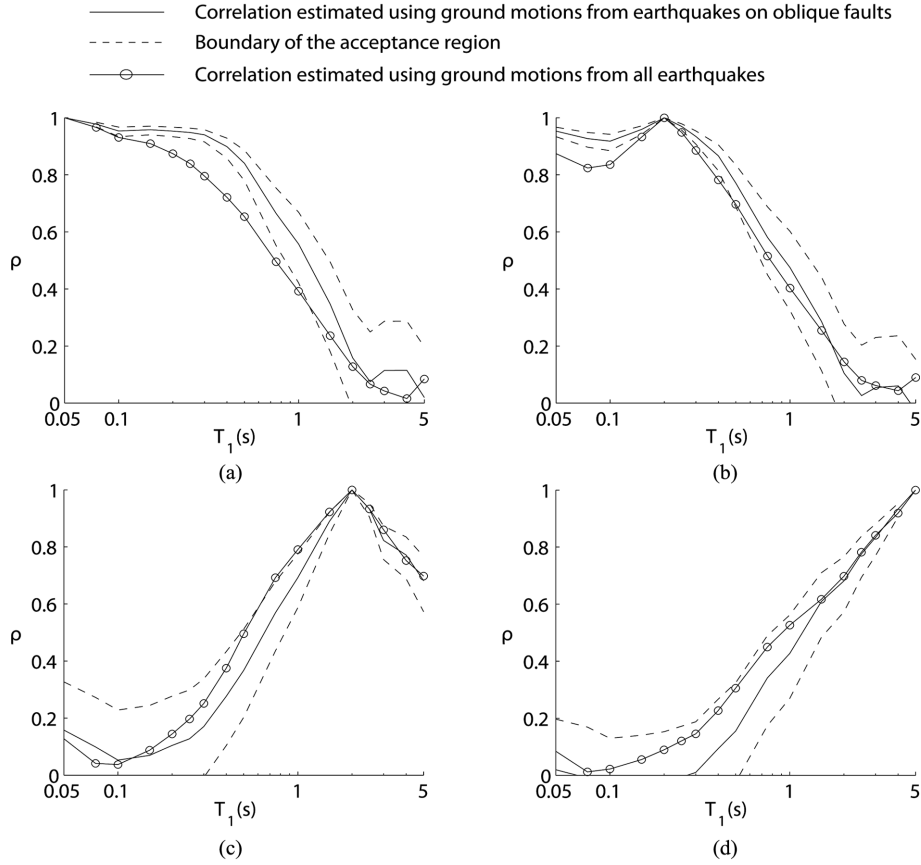 Correlation estimated using ground motions from earthquakes on oblique faults
Boundary of the acceptance region
Correlation estimated using ground motions from all earthquakes
1
0.8
0.6
ρ
0.4
0.2
0
0.05 0.1 1 5
T1(s)
(a)
1
0.8
0.6
ρ
0.4
0.2
0
0.05 0.1 1 5
T1(s)
(b)
1
0.8
0.6
ρ
0.4
0.2
0
0.05 0.1 1 5
T1(s)
(c)
1
0.8
0.6
ρ
0.4
0.2
0
0.05 0.1 1 5
T1(s)
(d)